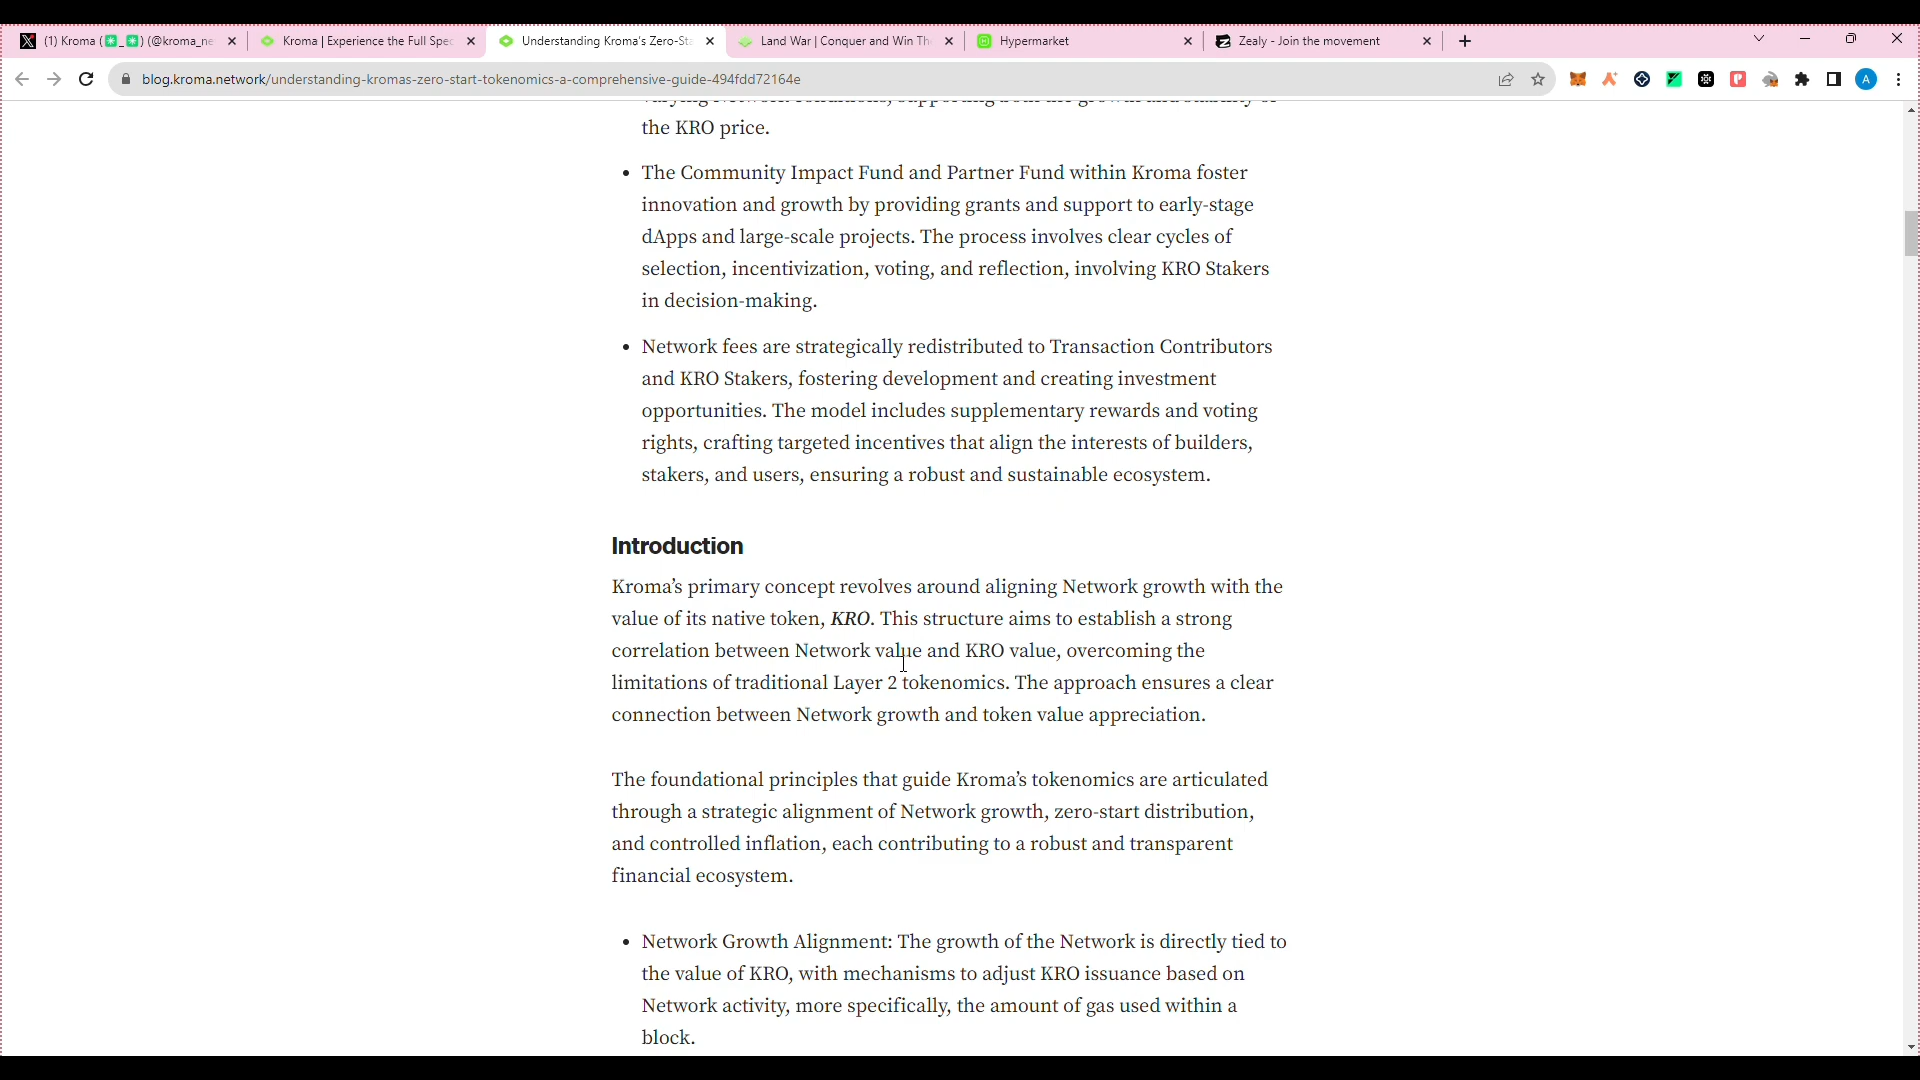 (1) Kroma (_) (@kroma_ne
Kroma | Experience the Full Spec
Understanding Kroma's Zero-Sta
Land War | Conquer and Win Th
Hypermarket
Zealy - Join the movement
blog.kroma.network/understanding-kromas-zero-start-tokenomics-a-comprehensive-guide-494fdd72164e
A
the KRO price.
• The Community Impact Fund and Partner Fund within Kroma foster
innovation and growth by providing grants and support to early-stage
dApps and large-scale projects. The process involves clear cycles of
selection, incentivization, voting, and reflection, involving KRO Stakers
in decision-making.
• Network fees are strategically redistributed to Transaction Contributors
and KRO Stakers, fostering development and creating investment
opportunities. The model includes supplementary rewards and voting
rights, crafting targeted incentives that align the interests of builders,
stakers, and users, ensuring a robust and sustainable ecosystem.
Introduction
Kroma’s primary concept revolves around aligning Network growth with the
value of its native token, KRO. This structure aims to establish a strong
correlation between Network value and KRO value, overcoming the
limitations of traditional Layer 2 tokenomics. The approach ensures a clear
connection between Network growth and token value appreciation.
The foundational principles that guide Kroma’s tokenomics are articulated
through a strategic alignment of Network growth, zero-start distribution,
and controlled inflation, each contributing to a robust and transparent
financial ecosystem.
• Network Growth Alignment: The growth of the Network is directly tied to
the value of KRO, with mechanisms to adjust KRO issuance based on
Network activity, more specifically, the amount of gas used within a
block.